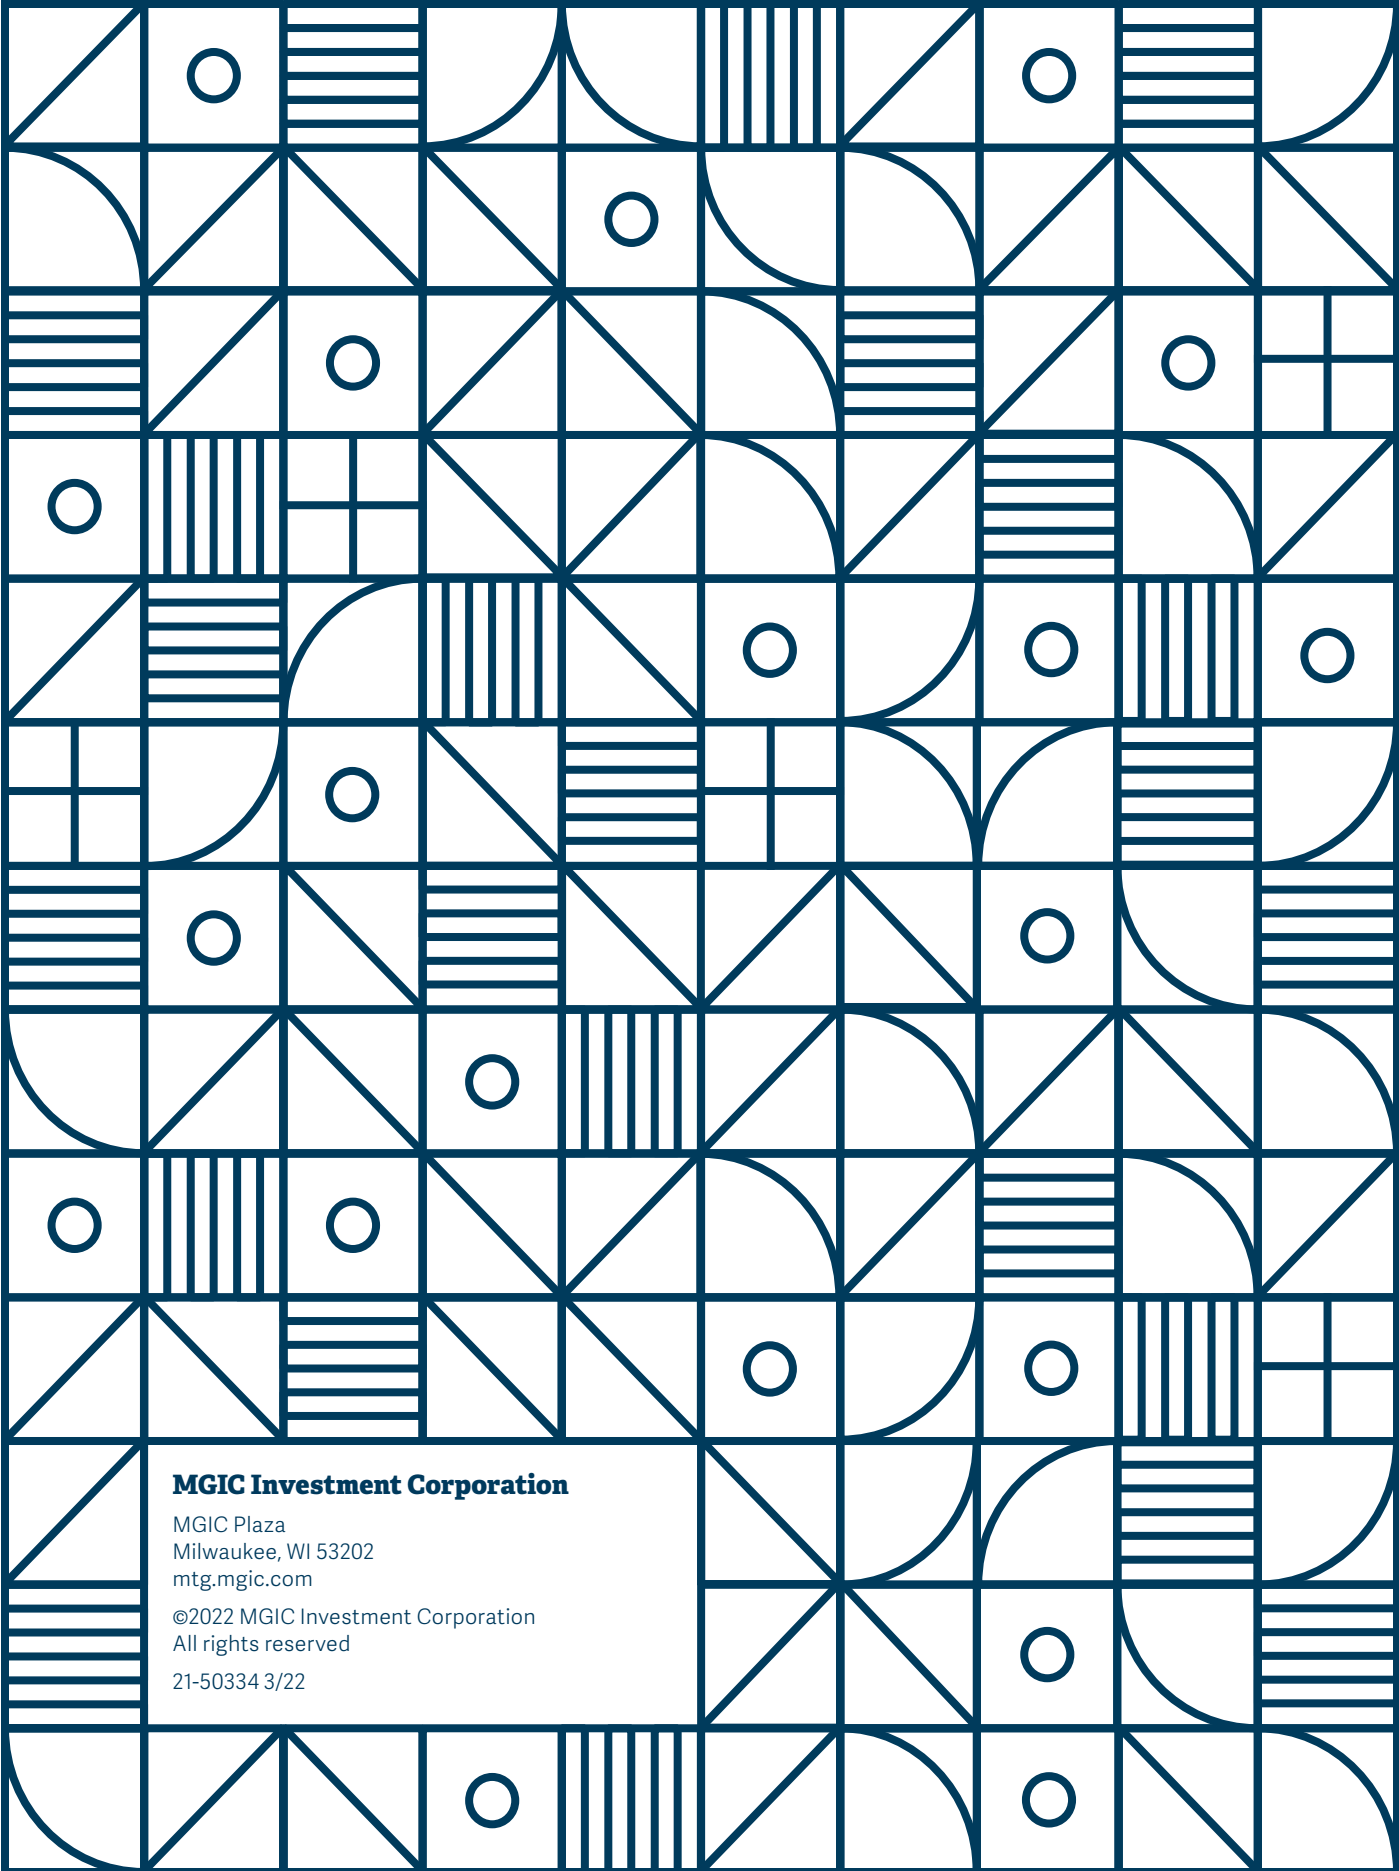 MGIC Investment Corporation
MGIC Plaza
Milwaukee, WI 53202
mtg.mgic.com
©2022 MGIC Investment Corporation
All rights reserved
21-50334 3/22